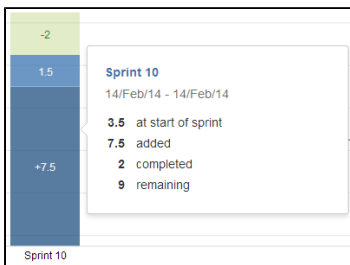 -2
1.5
+7.5
Sprint 10
Sprint 10
14/Feb/14 - 14/Feb/14
3.5 at start of sprint
7.5 added
2 completed
9 remaining